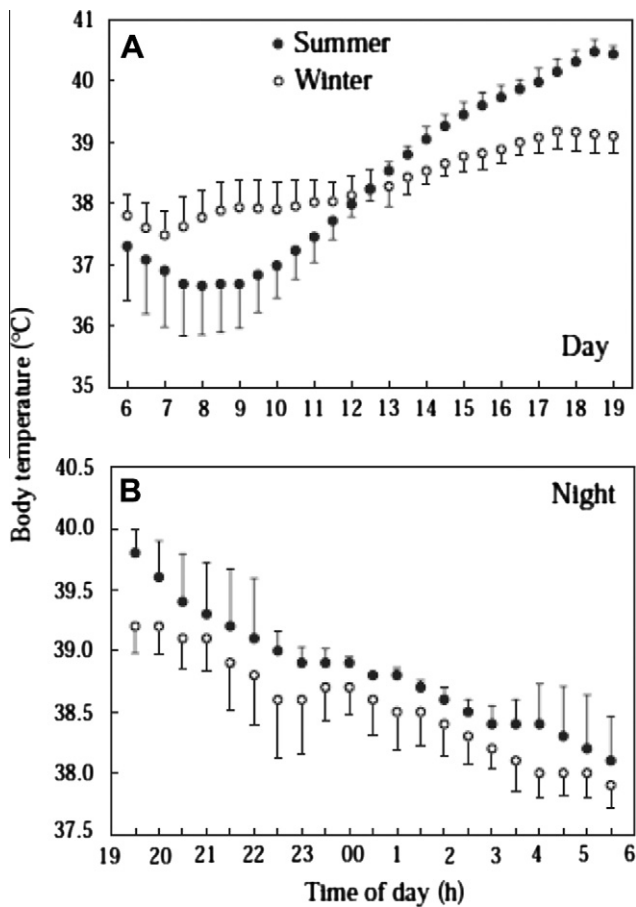 A
Summer
Winter
41
40
39
38
37
36
35
Day
6 7 8 9 10 11 12 13 14 15 16 17 18 19
Body temperature (°C)
B
Night
40.5
40.0
39.5
39.0
38.5
38.0
37.5
19 20 21 22 23 00 1 2 3 4 5 6
Time of day (h)